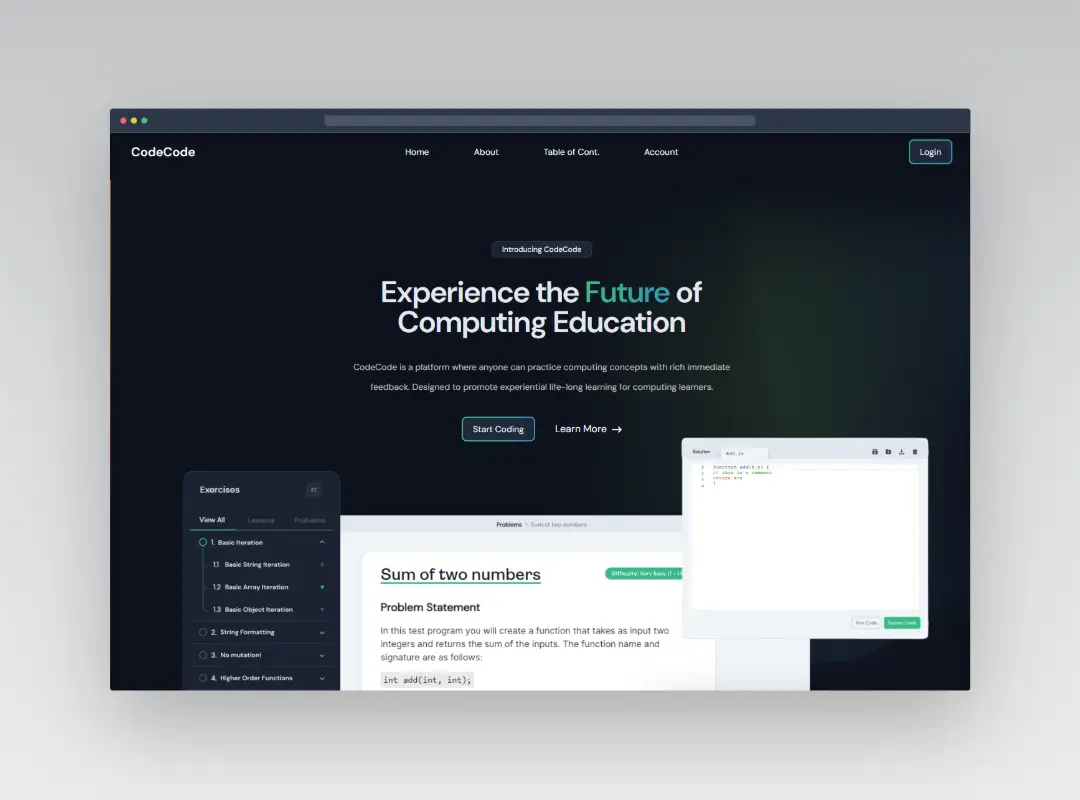 CodeCode
Home
About
Table of Cont.
Account
Login
Introducing CodeCode
Experience the Future of
Computing Education
CodeCode is a platform where anyone can practice computing concepts with rich immediate
feedback. Designed to promote experiential life-long learning for computing learners.
Start Coding
Learn More →
Exercises
View All
Lessons
Problems
1. Basic Iteration
1.1 Basic String Iteration
1.2 Basic Array Iteration
1.3 Basic Object Iteration
2. String Formatting
3. No mutation!
4. Higher Order Functions
Problems > Sum of two numbers
Sum of two numbers
Difficulty: Very Easy
Problem Statement
In this test program you will create a function that takes as input two
integers and returns the sum of the inputs. The function name and
signature are as follows:
int add(int, int);
Solution
Add.js
1 function add(x,y) {
2 // this is a comment
3 return x+y
4 }
Run Code
Submit Code